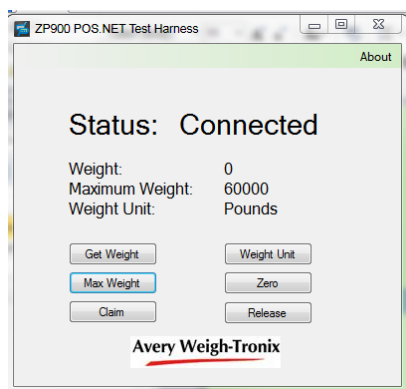 ZP900 POS.NET Test Harness
About
Status: Connected
Weight: 0
Maximum Weight: 60000
Weight Unit: Pounds
Get Weight Weight Unit
Max Weight Zero
Claim Release
Avery Weigh-Tronix